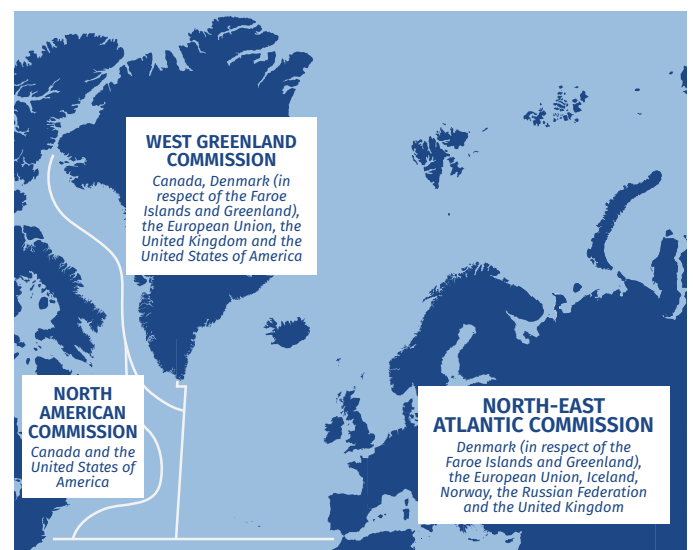 WEST GREENLAND
COMMISSION
Canada, Denmark (in
respect of the Faroe
Islands and Greenland),
the European Union, the
United Kingdom and the
United States of America
NORTH
AMERICAN
COMMISSION
Canada and the
United States of
America
NORTH-EAST
ATLANTIC COMMISSION
Denmark (in respect of the
Faroe Islands and Greenland),
the European Union, Iceland,
Norway, the Russian Federation
and the United Kingdom